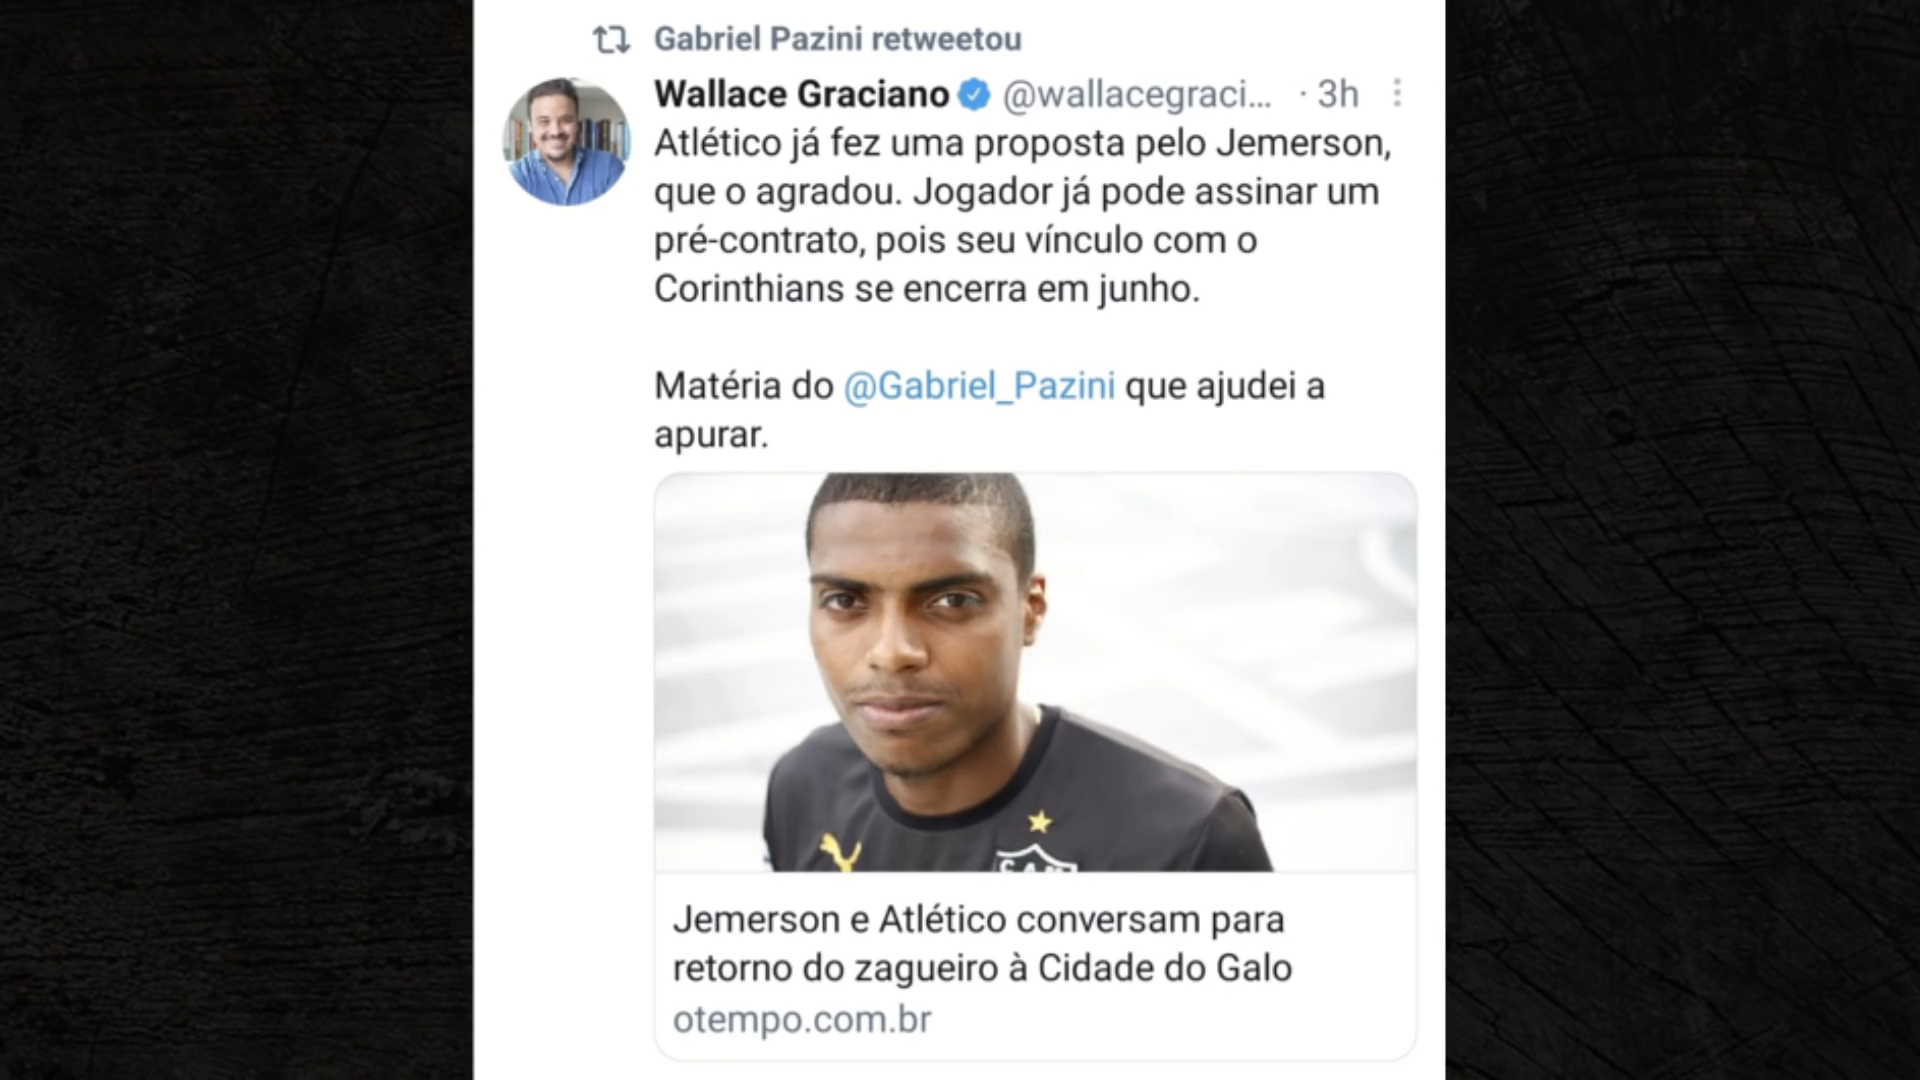 Gabriel Pazini retweetou
Wallace Graciano @wallacegraci... · 3h
Atlético já fez uma proposta pelo Jemerson,
que o agradou. Jogador já pode assinar um
pré-contrato, pois seu vínculo com o
Corinthians se encerra em junho.
Matéria do @Gabriel_Pazini que ajudei a
apurar.
CAM
Jemerson e Atlético conversam para
retorno do zagueiro à Cidade do Galo
otempo.com.br